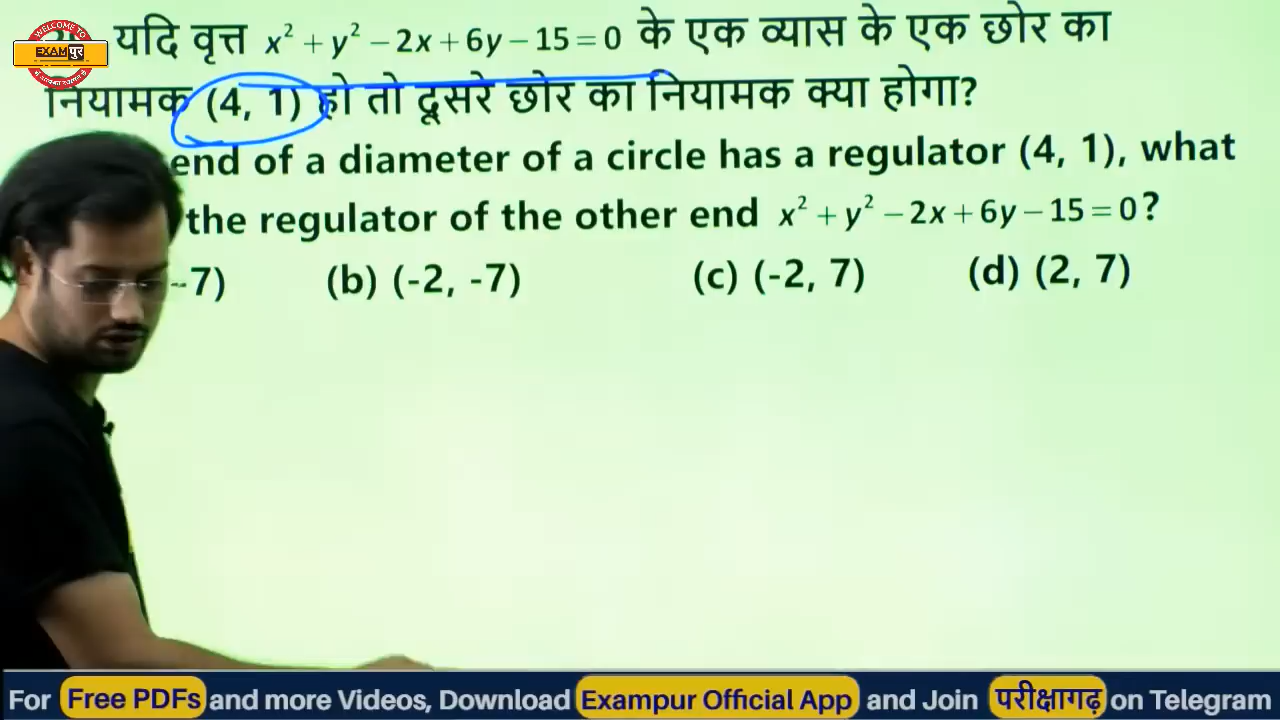 WELCOME TO
EXAMपुर
यदि वृत्त x² + y² − 2x + 6y − 15 = 0 के एक व्यास के एक छोर का
नियामक (4, 1) हो तो दूसरे छोर का नियामक क्या होगा?
end of a diameter of a circle has a regulator (4, 1), what
the regulator of the other end x² + y² − 2x + 6y − 15 = 0?
-7) (b) (-2, -7) (c) (-2, 7) (d) (2, 7)
For Free PDFs and more Videos, Download Exampur Official App and Join परीक्षागढ़ on Telegram